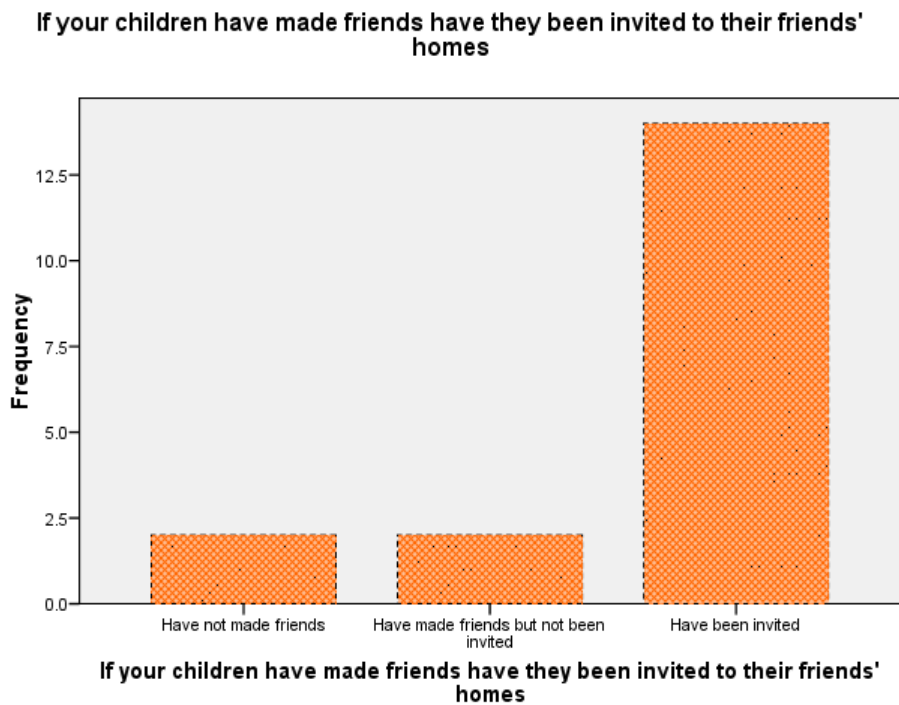 If your children have made friends have they been invited to their friends'
homes
Frequency
12.5
10.0
7.5
5.0
2.5
0.0
Have not made friends
Have made friends but not been
invited
Have been invited
If your children have made friends have they been invited to their friends'
homes